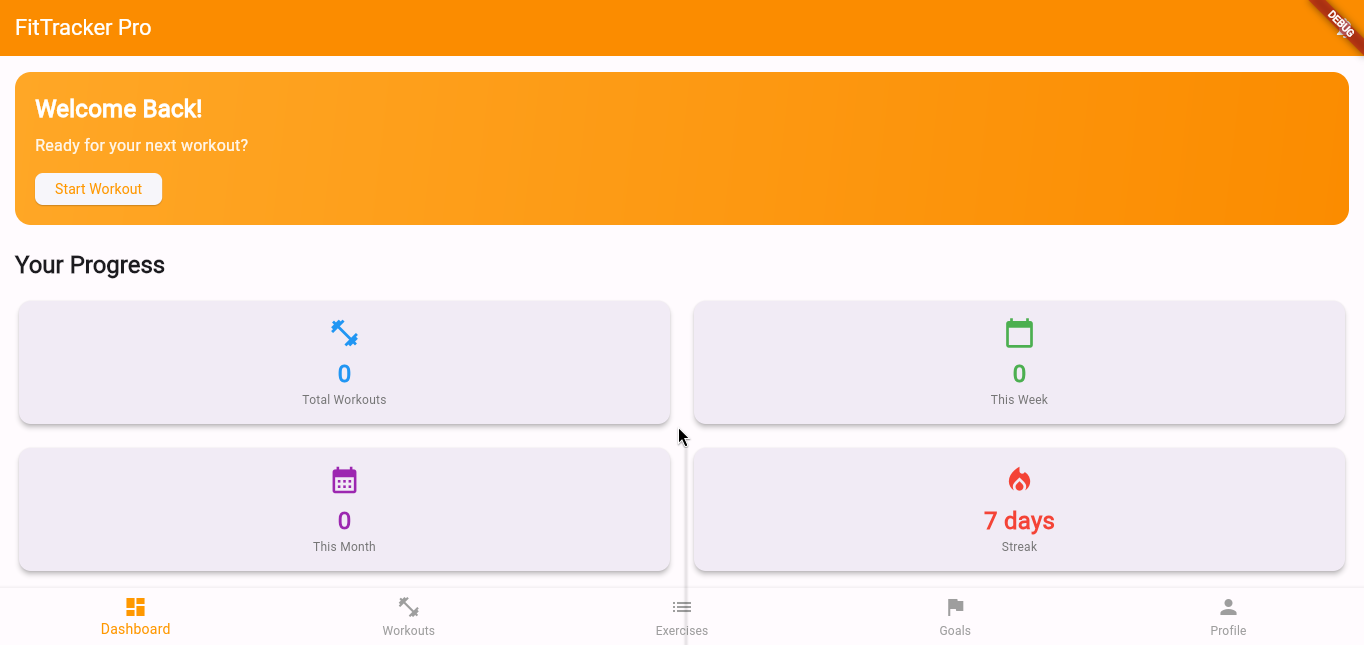 FitTracker Pro
DEBUG
Welcome Back!
Ready for your next workout?
Start Workout
Your Progress
0
Total Workouts
0
This Week
0
This Month
7 days
Streak
Dashboard
Workouts
Exercises
Goals
Profile